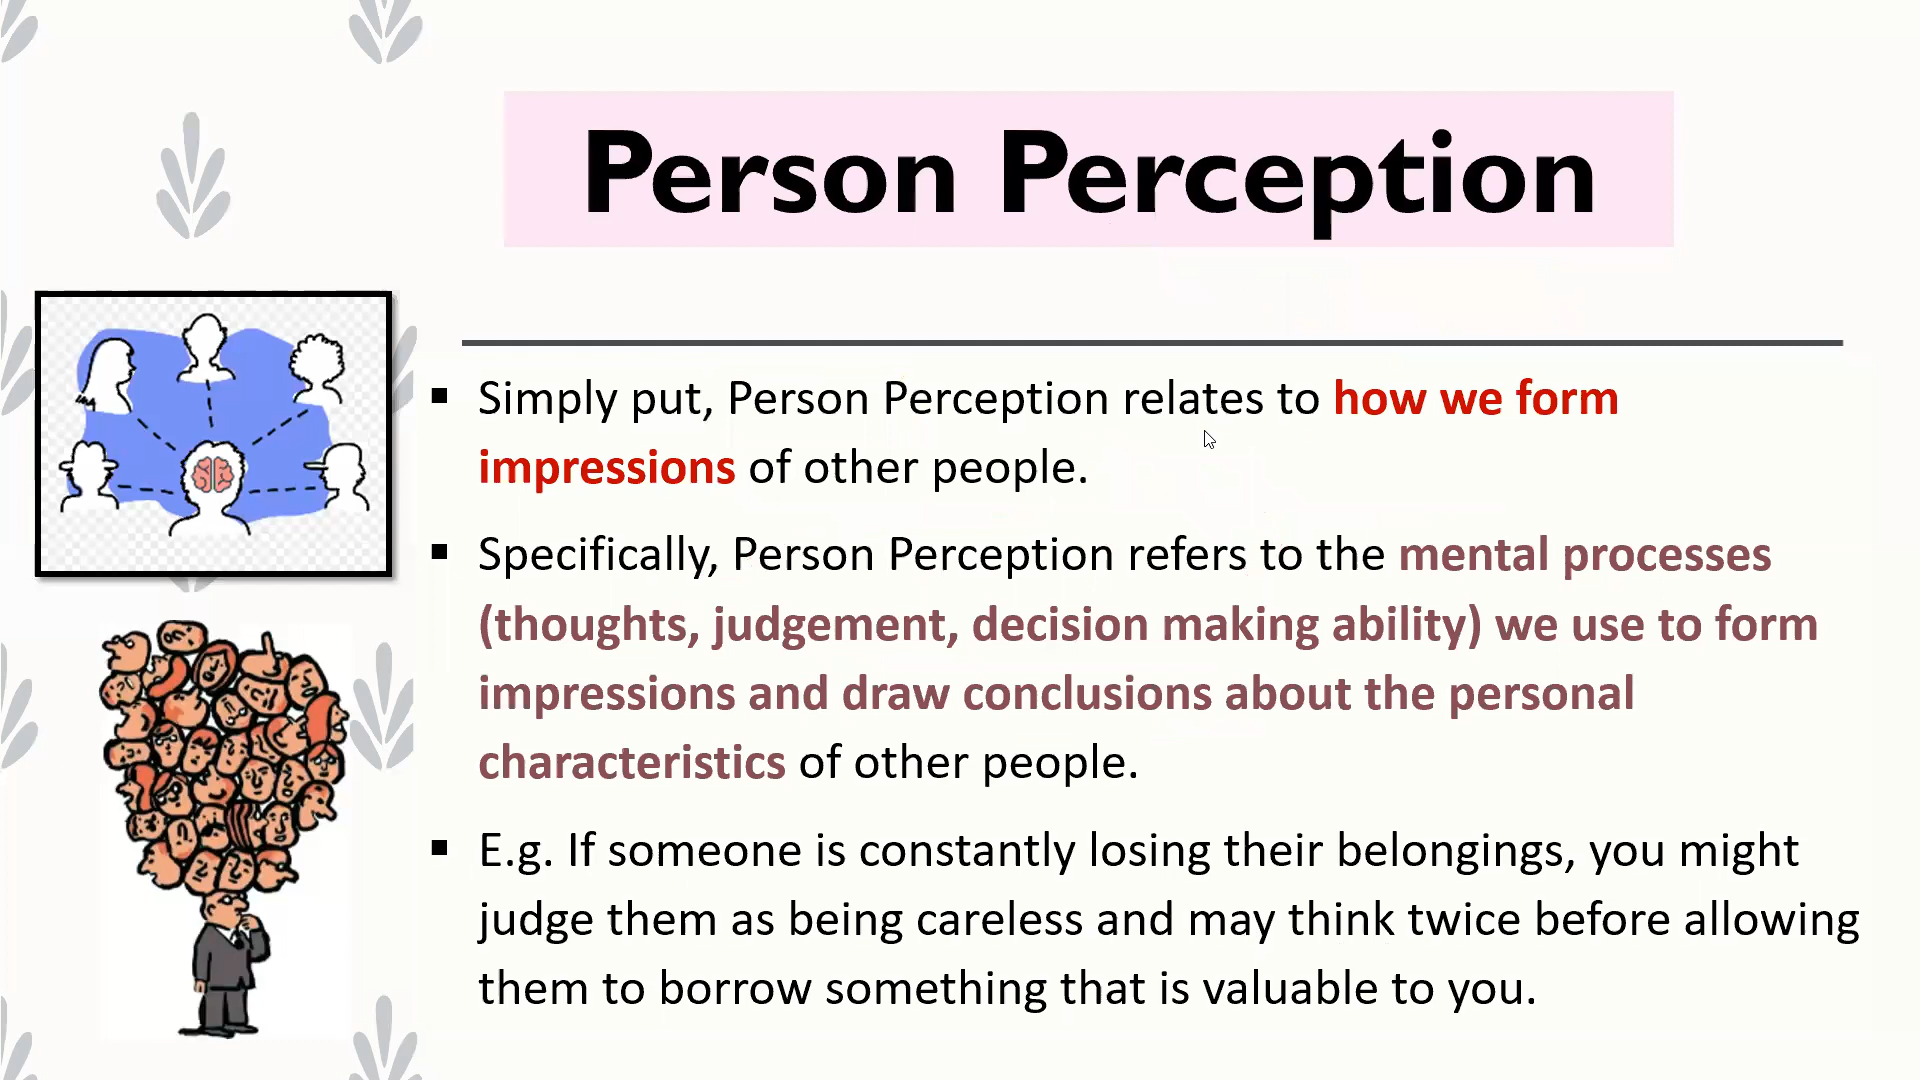 Person Perception
▪ Simply put, Person Perception relates to how we form
impressions of other people.
▪ Specifically, Person Perception refers to the mental processes
(thoughts, judgement, decision making ability) we use to form
impressions and draw conclusions about the personal
characteristics of other people.
▪ E.g. If someone is constantly losing their belongings, you might
judge them as being careless and may think twice before allowing
them to borrow something that is valuable to you.